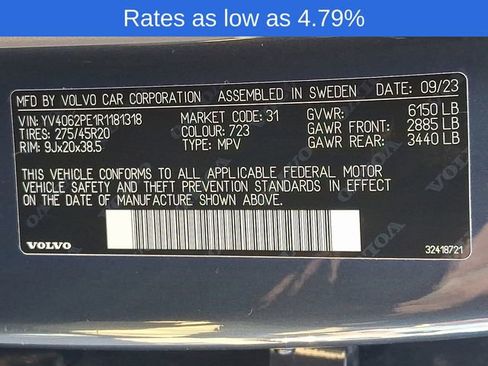 Rates as low as 4.79%
MFD BY VOLVO CAR CORPORATION ASSEMBLED IN SWEDEN DATE: 09/23
VIN: YV4062PE1R1181318 MARKET CODE: 31 GVWR: 6150 LB
TIRES: 275/45R20 COLOUR: 723 GAWR FRONT: 2885 LB
RIM: 9Jx20x38.5 TYPE: MPV GAWR REAR: 3440 LB
THIS VEHICLE CONFORMS TO ALL APPLICABLE FEDERAL MOTOR
VEHICLE SAFETY AND THEFT PREVENTION STANDARDS IN EFFECT
ON THE DATE OF MANUFACTURE SHOWN ABOVE.
VOLVO 32418721